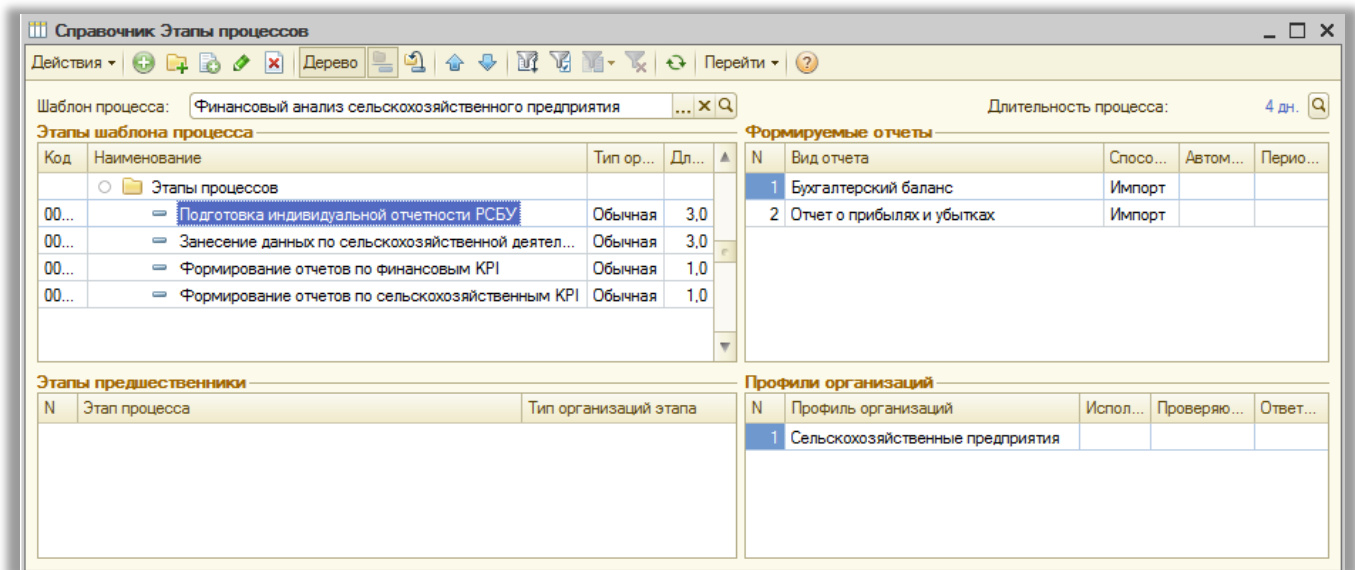 Справочник Этапы процессов
Действия Дерево Перейти
Шаблон процесса: Финансовый анализ сельскохозяйственного предприятия ... Длительность процесса: 4 дн.
Этапы шаблона процесса
Код Наименование Тип ор... Дл...
Этапы процессов
00... Подготовка индивидуальной отчетности РСБУ Обычная 3,0
00... Занесение данных по сельскохозяйственной деятел... Обычная 3,0
00... Формирование отчетов по финансовым KPI Обычная 1,0
00... Формирование отчетов по сельскохозяйственным KPI Обычная 1,0
Формируемые отчеты
N Вид отчета Спосо... Автом... Перио...
1 Бухгалтерский баланс Импорт
2 Отчет о прибылях и убытках Импорт
Этапы предшественники
N Этап процесса Тип организаций этапа
Профили организаций
N Профиль организаций Испол... Проверяю... Ответ...
1 Сельскохозяйственные предприятия